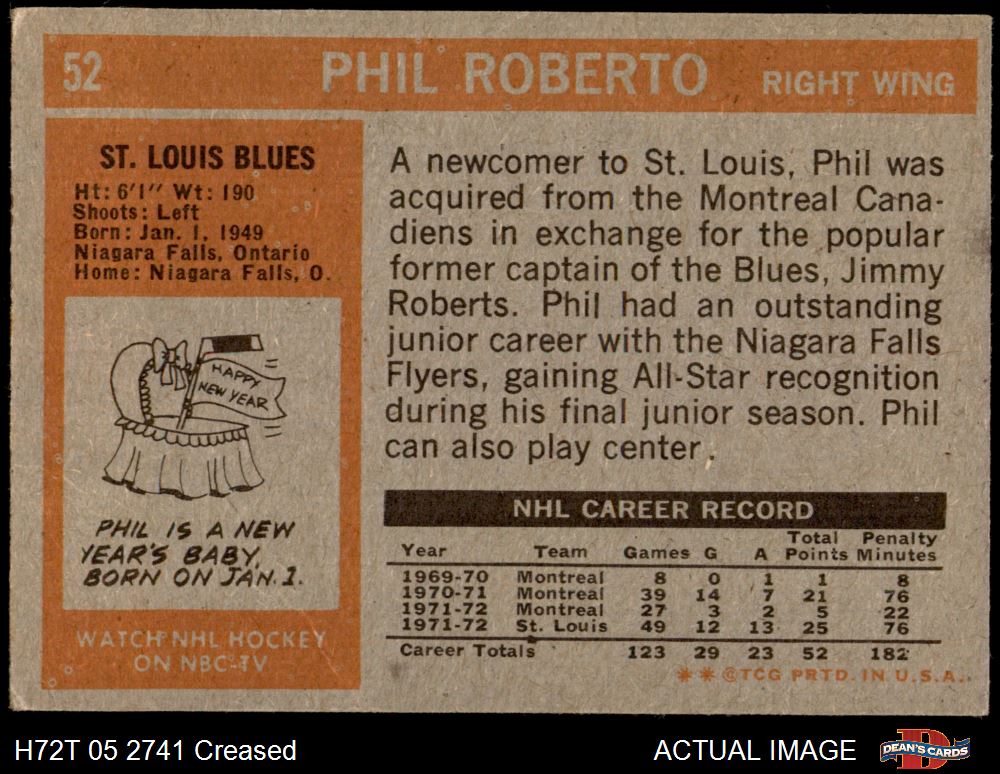 52 PHIL ROBERTO RIGHT WING
ST. LOUIS BLUES
Ht: 6'1" Wt: 190
Shoots: Left
Born: Jan. 1, 1949
Niagara Falls, Ontario
Home: Niagara Falls, O.
HAPPY
NEW YEAR
PHIL IS A NEW
YEAR'S BABY,
BORN ON JAN. 1.
WATCH NHL HOCKEY
ON NBC-TV
A newcomer to St. Louis, Phil was
acquired from the Montreal Cana-
diens in exchange for the popular
former captain of the Blues, Jimmy
Roberts. Phil had an outstanding
junior career with the Niagara Falls
Flyers, gaining All-Star recognition
during his final junior season. Phil
can also play center.
NHL CAREER RECORD
Total Penalty
Year Team Games G A Points Minutes
1969-70 Montreal 8 0 1 1 8
1970-71 Montreal 39 14 7 21 76
1971-72 Montreal 27 3 2 5 22
1971-72 St. Louis 49 12 13 25 76
Career Totals 123 29 23 52 182
**©TCG PRTD. IN U.S.A.
H72T 05 2741 Creased ACTUAL IMAGE DEAN'S CARDS